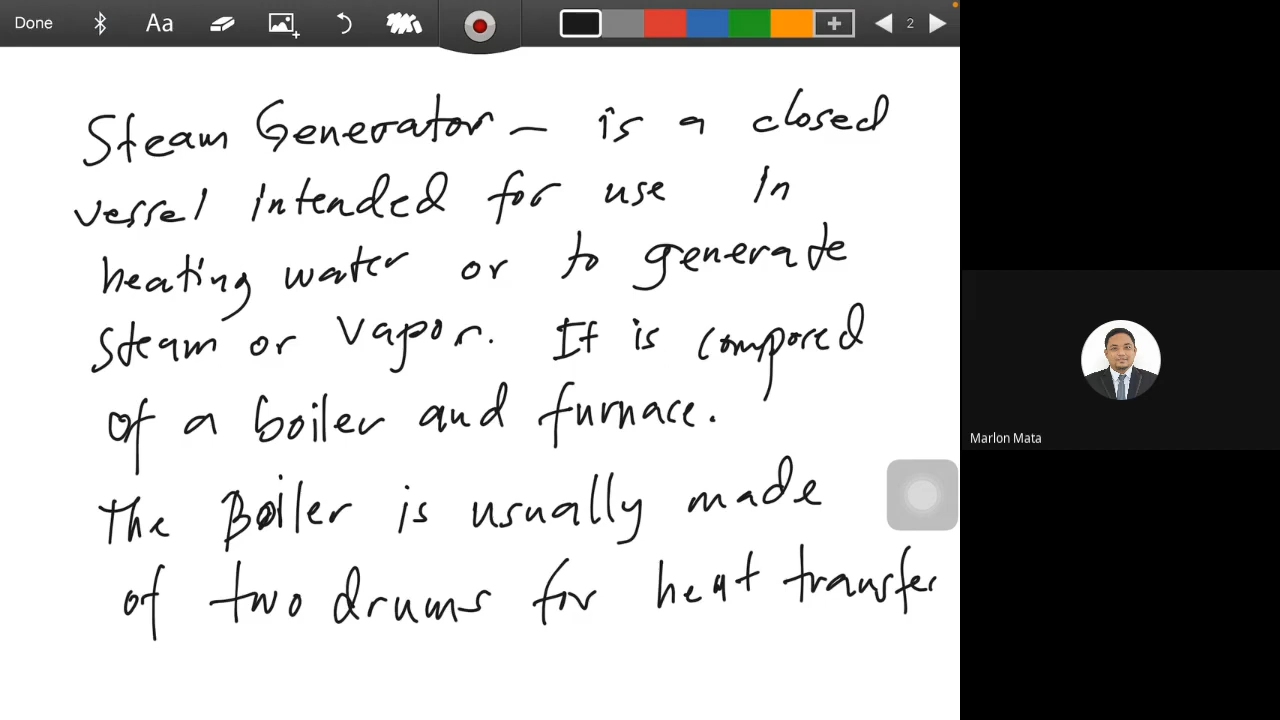 Done Aa 2
Steam Generator – is a closed
vessel intended for use in
heating water or to generate
steam or vapor. It is composed
of a boiler and furnace.
The Boiler is usually made
of two drums for heat transfer
Marlon Mata